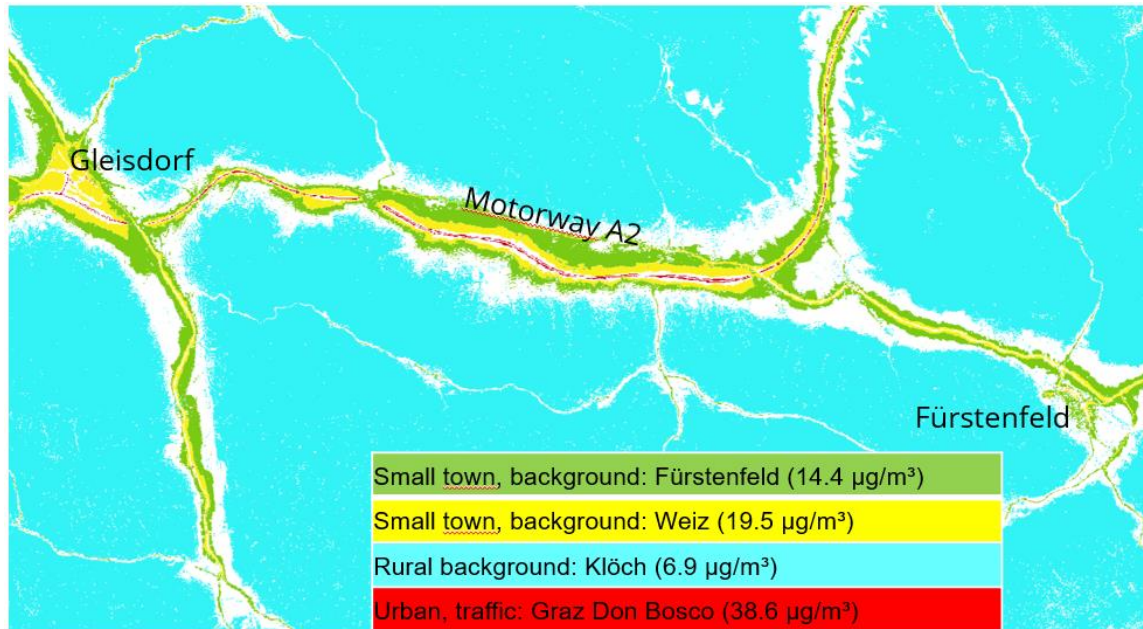 Gleisdorf
Motorway A2
Fürstenfeld
Small town, background: Fürstenfeld (14.4 µg/m³)
Small town, background: Weiz (19.5 µg/m³)
Rural background: Klöch (6.9 µg/m³)
Urban, traffic: Graz Don Bosco (38.6 µg/m³)